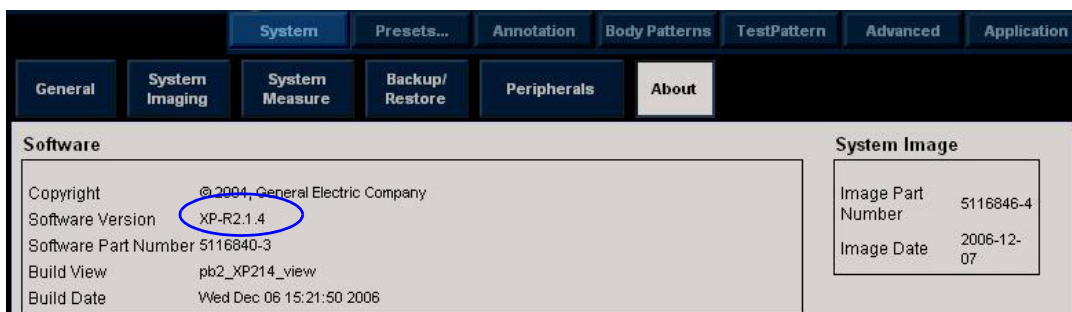 System Presets... Annotation Body Patterns TestPattern Advanced Application
General System Imaging System Measure Backup/ Restore Peripherals About
Software
Copyright © 2004, General Electric Company
Software Version XP-R2.1.4
Software Part Number 5116840-3
Build View pb2_XP214_view
Build Date Wed Dec 06 15:21:50 2006
System Image
Image Part Number 5116846-4
Image Date 2006-12-07